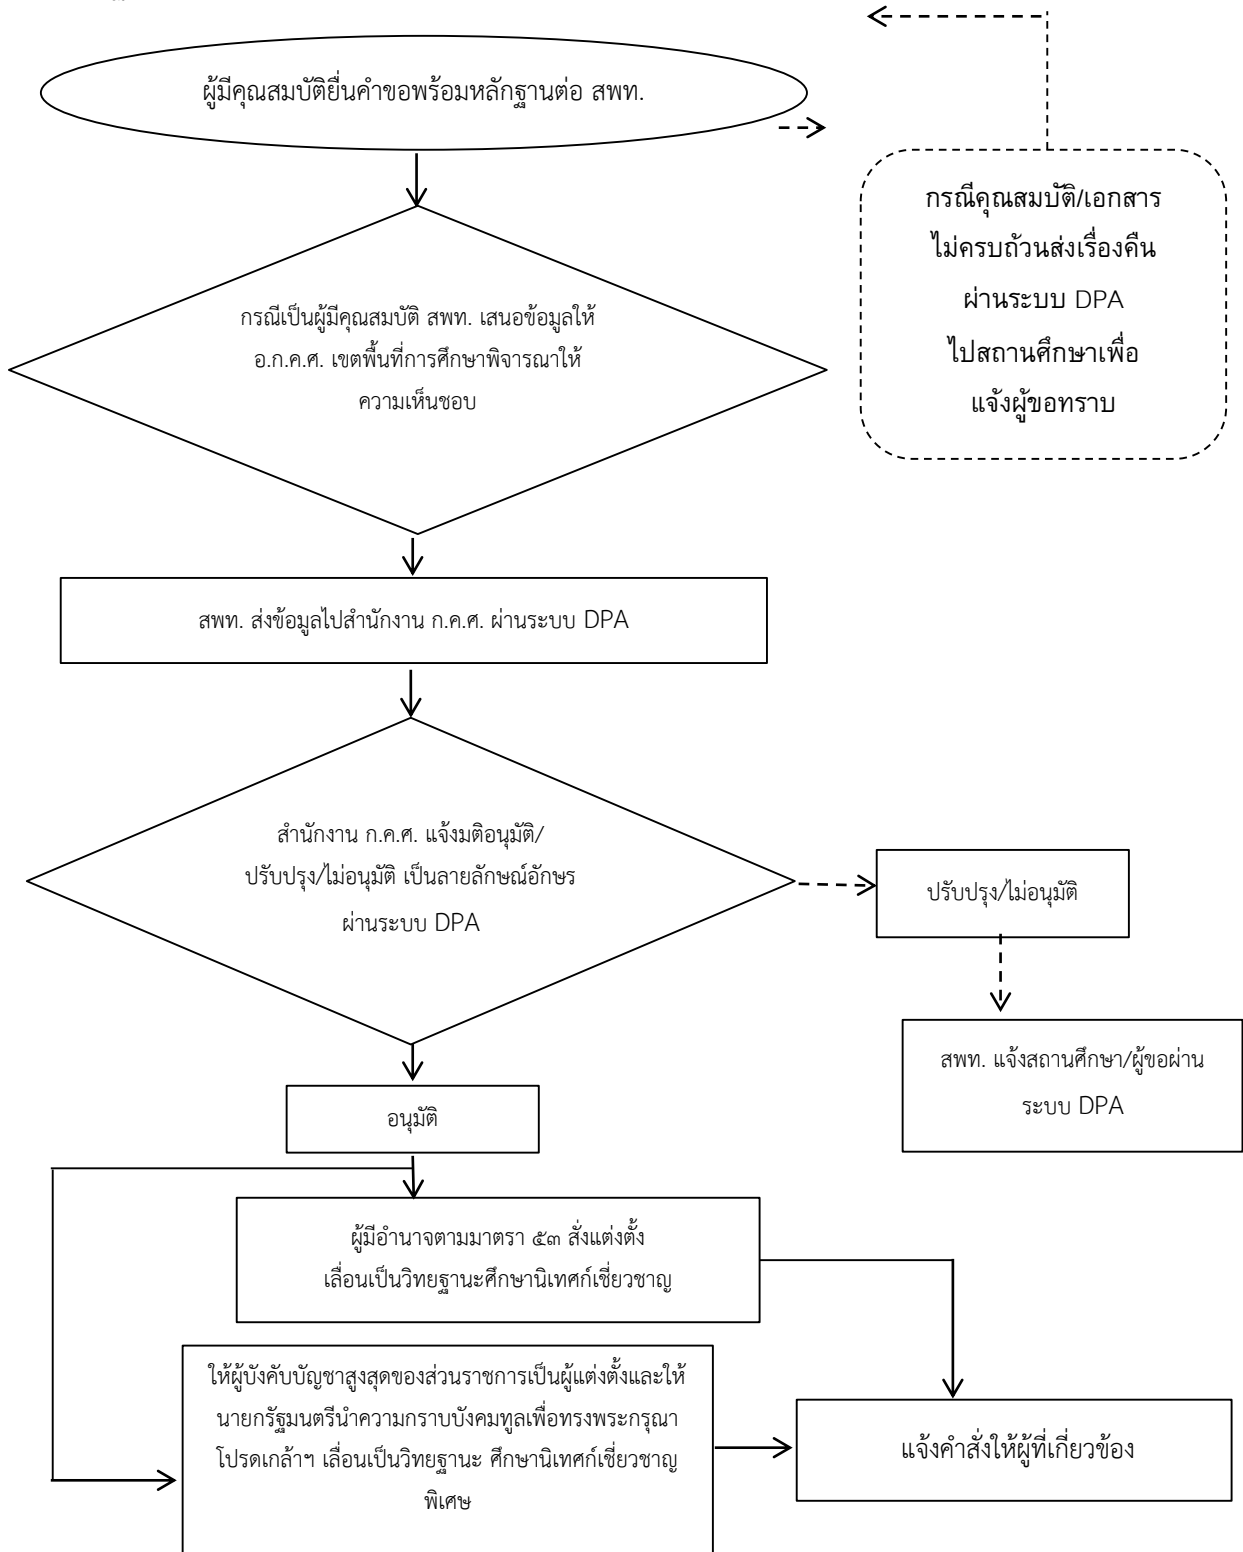 ผู้มีคุณสมบัติยื่นคำขอพร้อมหลักฐานต่อ สพท.
กรณีคุณสมบัติ/เอกสาร
ไม่ครบถ้วนส่งเรื่องคืน
ผ่านระบบ DPA
ไปสถานศึกษาเพื่อ
แจ้งผู้ขอทราบ
กรณีเป็นผู้มีคุณสมบัติ สพท. เสนอข้อมูลให้
อ.ก.ค.ศ. เขตพื้นที่การศึกษาพิจารณาให้
ความเห็นชอบ
สพท. ส่งข้อมูลไปสำนักงาน ก.ค.ศ. ผ่านระบบ DPA
สำนักงาน ก.ค.ศ. แจ้งมติอนุมัติ/
ปรับปรุง/ไม่อนุมัติ เป็นลายลักษณ์อักษร
ผ่านระบบ DPA
ปรับปรุง/ไม่อนุมัติ
สพท. แจ้งสถานศึกษา/ผู้ขอผ่าน
ระบบ DPA
อนุมัติ
ผู้มีอำนาจตามมาตรา ๕๓ สั่งแต่งตั้ง
เลื่อนเป็นวิทยฐานะศึกษานิเทศก์เชี่ยวชาญ
ให้ผู้บังคับบัญชาสูงสุดของส่วนราชการเป็นผู้แต่งตั้งและให้
นายกรัฐมนตรีนำความกราบบังคมทูลเพื่อทรงพระกรุณา
โปรดเกล้าฯ เลื่อนเป็นวิทยฐานะ ศึกษานิเทศก์เชี่ยวชาญ
พิเศษ
แจ้งคำสั่งให้ผู้ที่เกี่ยวข้อง